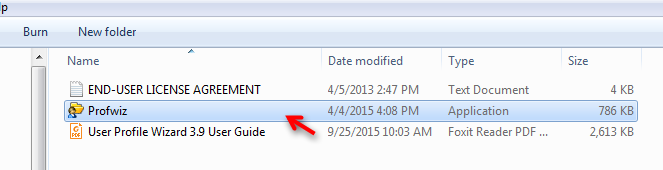 lp
Burn New folder
Name Date modified Type Size
END-USER LICENSE AGREEMENT 4/5/2013 2:47 PM Text Document 4 KB
Profwiz 4/4/2015 4:08 PM Application 786 KB
User Profile Wizard 3.9 User Guide 9/25/2015 10:03 AM Foxit Reader PDF ... 2,613 KB